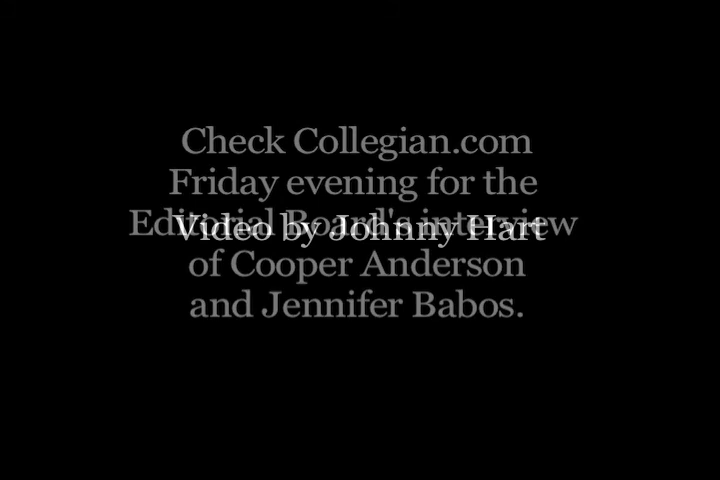 Check Collegian.com
Friday evening for the
Editorial Board's interview
Video by Johnny Hart
of Cooper Anderson
and Jennifer Babos.